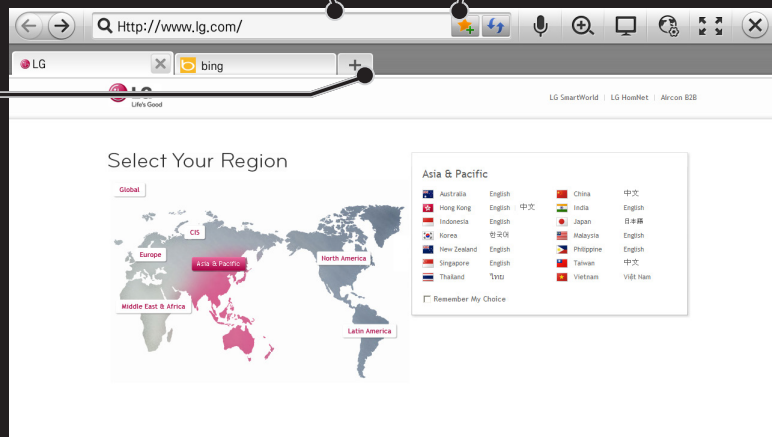 Http://www.lg.com/
LG
bing
LG
Life's Good
LG SmartWorld | LG HomNet | Aircon B2B
Select Your Region
Global
CIS
Europe
Asia & Pacific
North America
Middle East & Africa
Latin America
Asia & Pacific
Australia English China 中文
Hong Kong English 中文 India English
Indonesia English Japan 日本語
Korea 한국어 Malaysia English
New Zealand English Philippine English
Singapore English Taiwan 中文
Thailand ไทย Vietnam Việt Nam
Remember My Choice